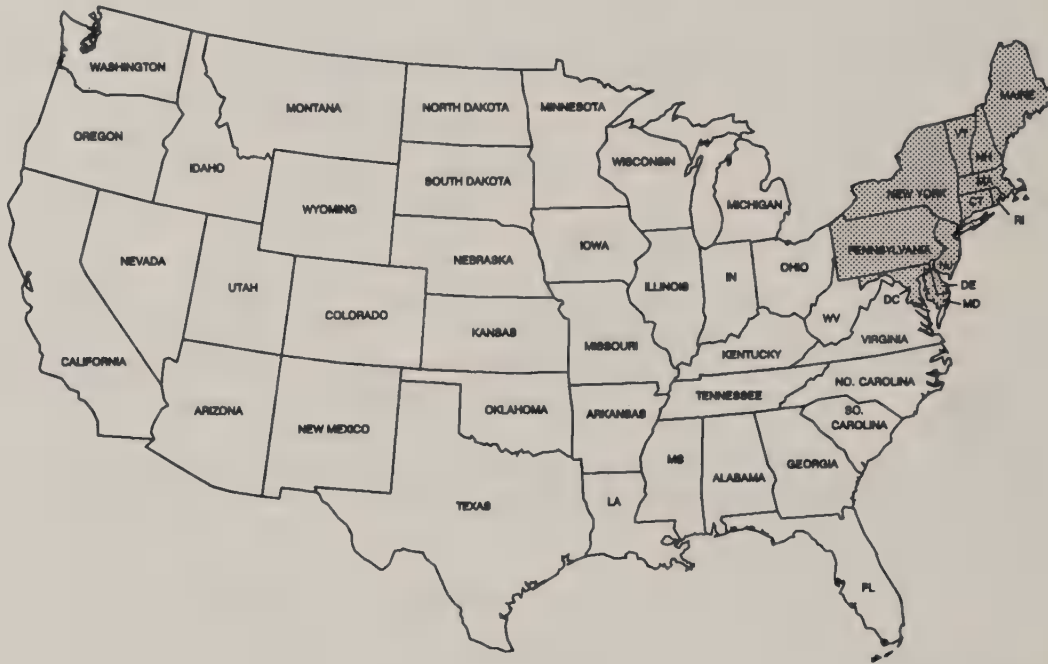 WASHINGTON
MONTANA
NORTH DAKOTA
MINNESOTA
MAINE
OREGON
IDAHO
WISCONSIN
VT
NH
SOUTH DAKOTA
MICHIGAN
NEW YORK
MA
WYOMING
CT
RI
IOWA
PENNSYLVANIA
NEVADA
NEBRASKA
OHIO
NJ
UTAH
ILLINOIS
IN
DE
COLORADO
DC
MD
WV
KANSAS
MISSOURI
VIRGINIA
CALIFORNIA
KENTUCKY
NO. CAROLINA
TENNESSEE
ARIZONA
OKLAHOMA
ARKANSAS
SO.
CAROLINA
NEW MEXICO
MS
GEORGIA
ALABAMA
TEXAS
LA
FL